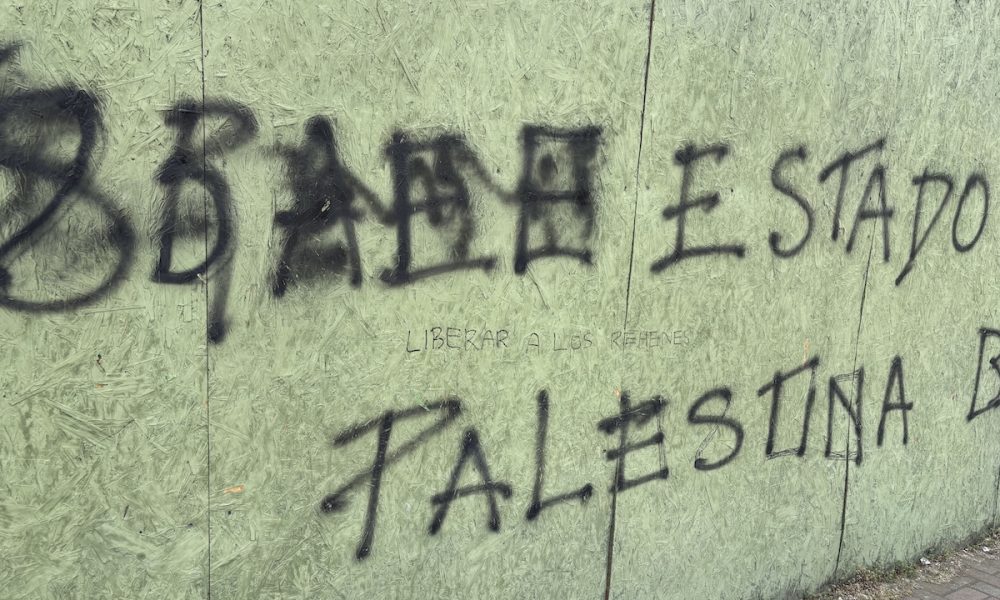 ESTADO
LIBERAR A LOS REHENES
PALESTINA